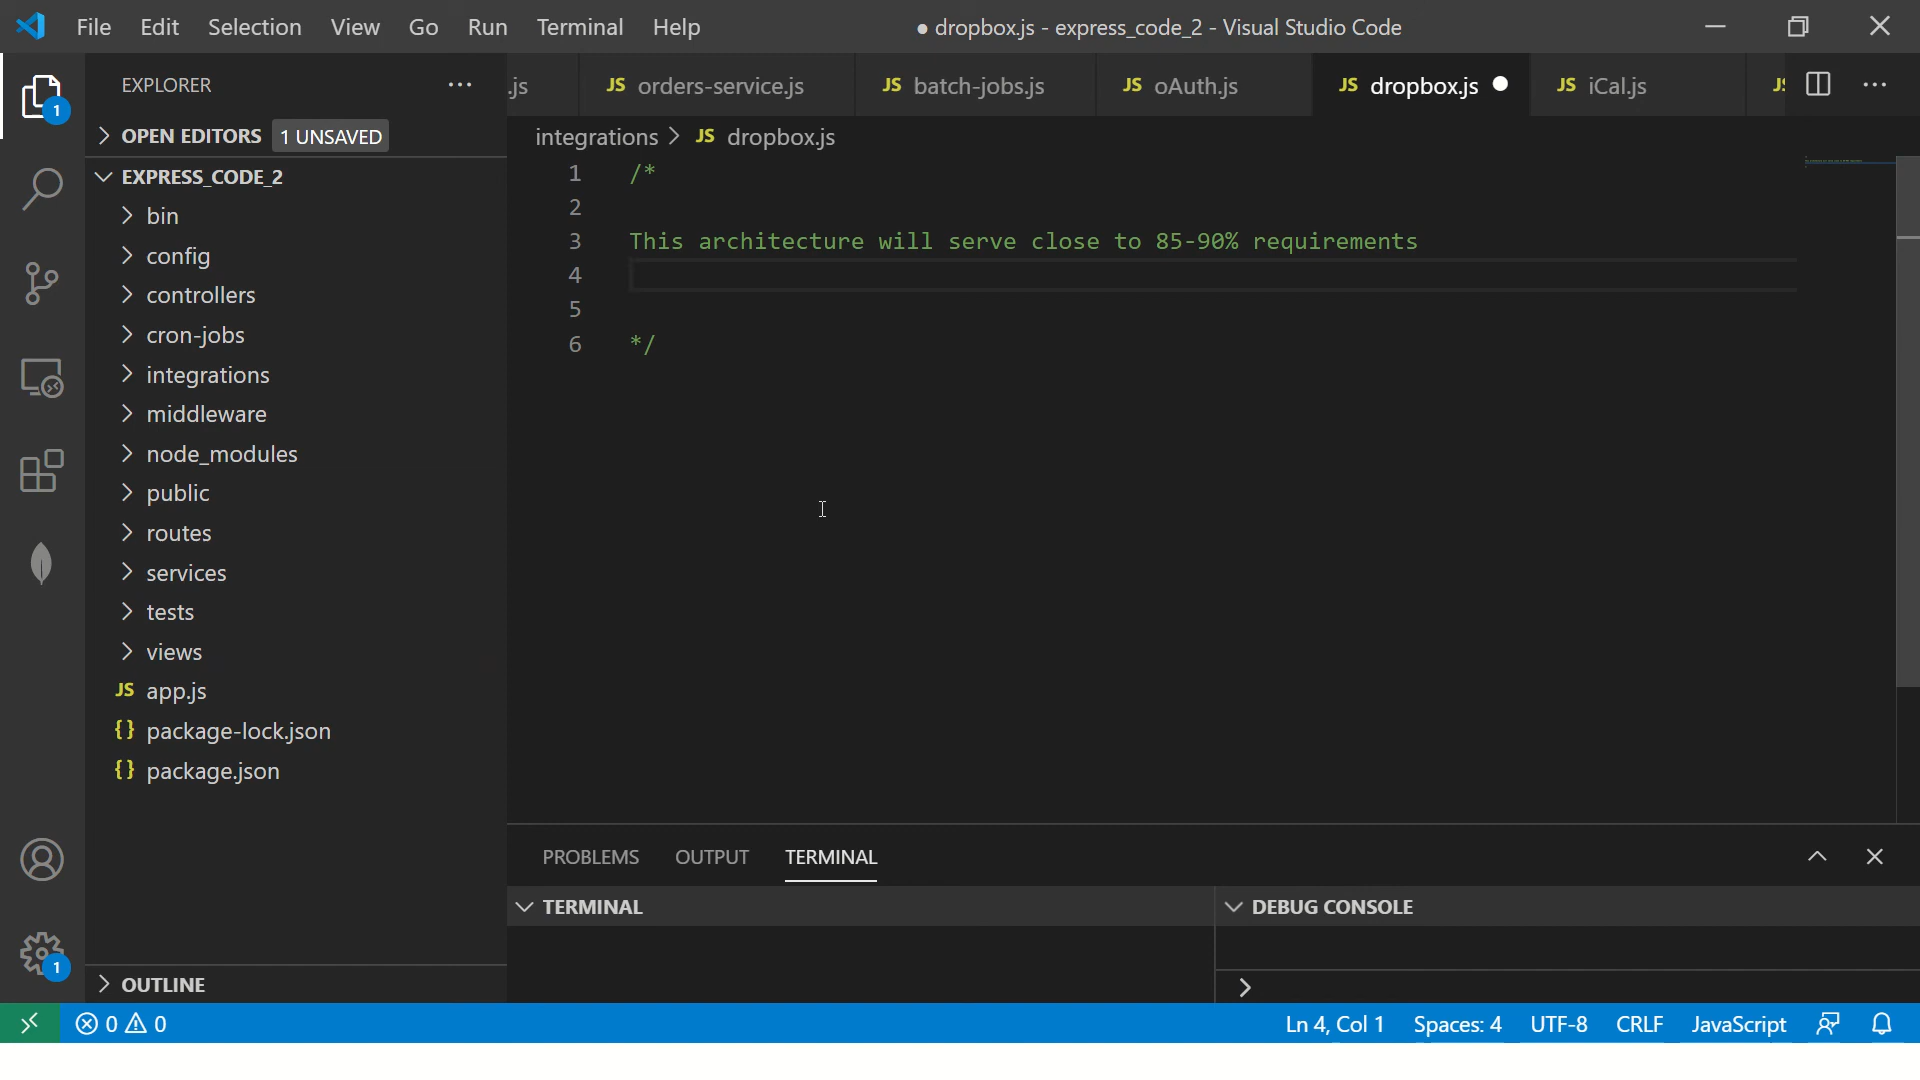 File Edit Selection View Go Run Terminal Help
● dropbox.js - express_code_2 - Visual Studio Code
EXPLORER
.js
JS orders-service.js
JS batch-jobs.js
JS oAuth.js
JS dropbox.js
JS iCal.js
JS
OPEN EDITORS 1 UNSAVED
integrations > JS dropbox.js
EXPRESS_CODE_2
bin
config
controllers
cron-jobs
integrations
middleware
node_modules
public
routes
services
tests
views
JS app.js
{} package-lock.json
{} package.json
OUTLINE
1
1
1 /*
2
3 This architecture will serve close to 85-90% requirements
4
5
6 */
PROBLEMS OUTPUT TERMINAL
TERMINAL
DEBUG CONSOLE
>
0 0
Ln 4, Col 1 Spaces: 4 UTF-8 CRLF JavaScript